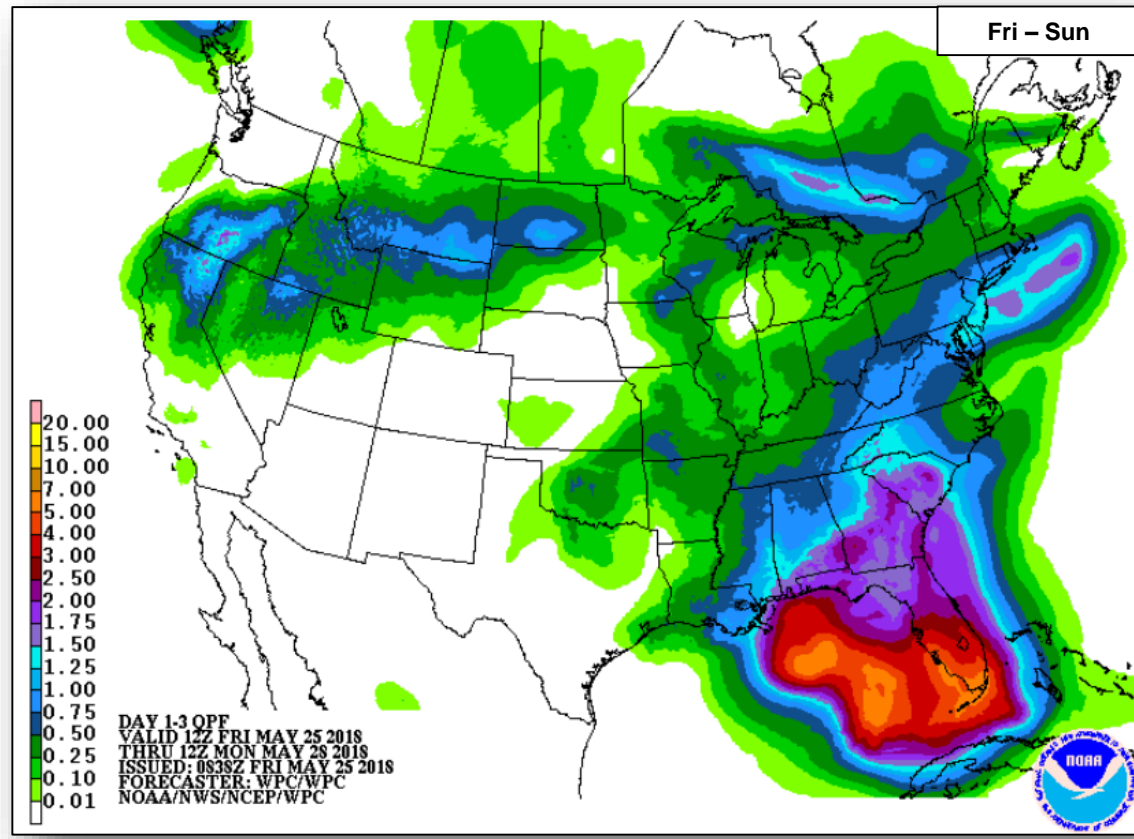 Fri – Sun
20.00
15.00
10.00
7.00
5.00
4.00
3.00
2.50
2.00
1.75
1.50
1.25
1.00
0.75
0.50
0.25
0.10
0.01
DAY 1-3 QPF
VALID 12Z FRI MAY 25 2018
THRU 12Z MON MAY 28 2018
ISSUED: 0838Z FRI MAY 25 2018
FORECASTER: WPC/WPC
NOAA/NWS/NCEP/WPC
NOAA